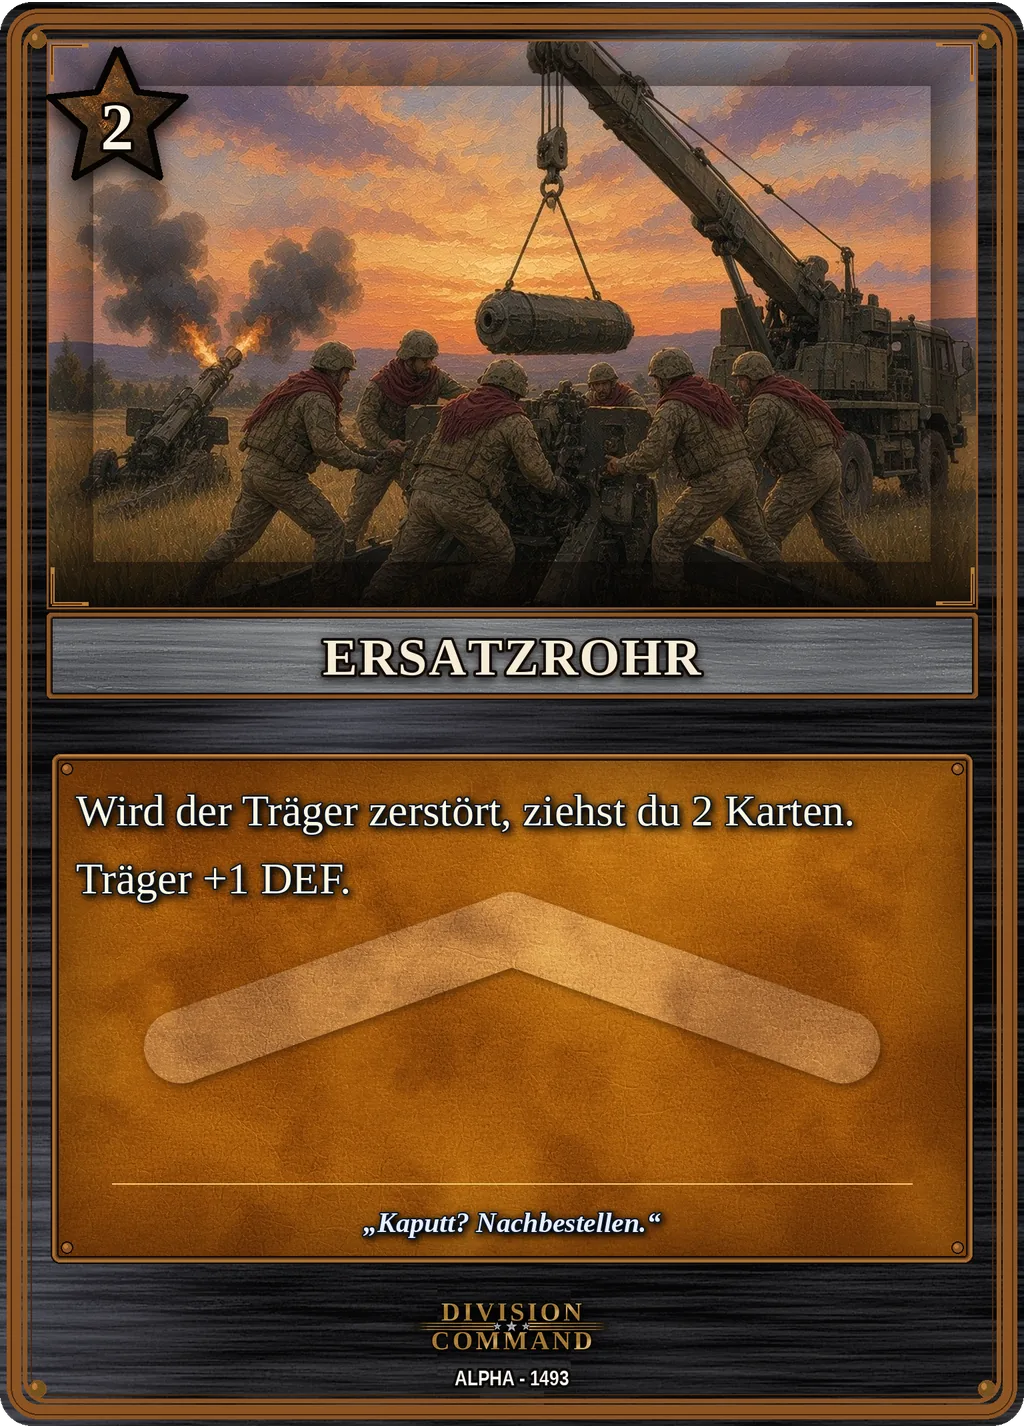 2
ERSATZROHR
Wird der Träger zerstört, ziehst du 2 Karten.
Träger +1 DEF.
„Kaputt? Nachbestellen.“
DIVISION
COMMAND
ALPHA - 1493